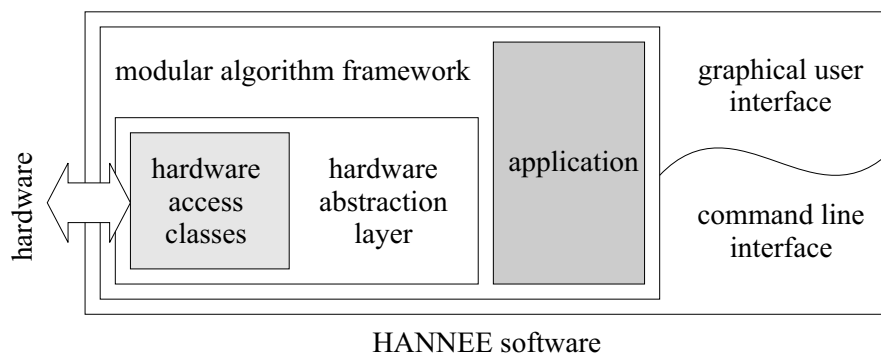 modular algorithm framework
graphical user
interface
hardware
hardware
access
classes
hardware
abstraction
layer
application
command line
interface
HANNEE software